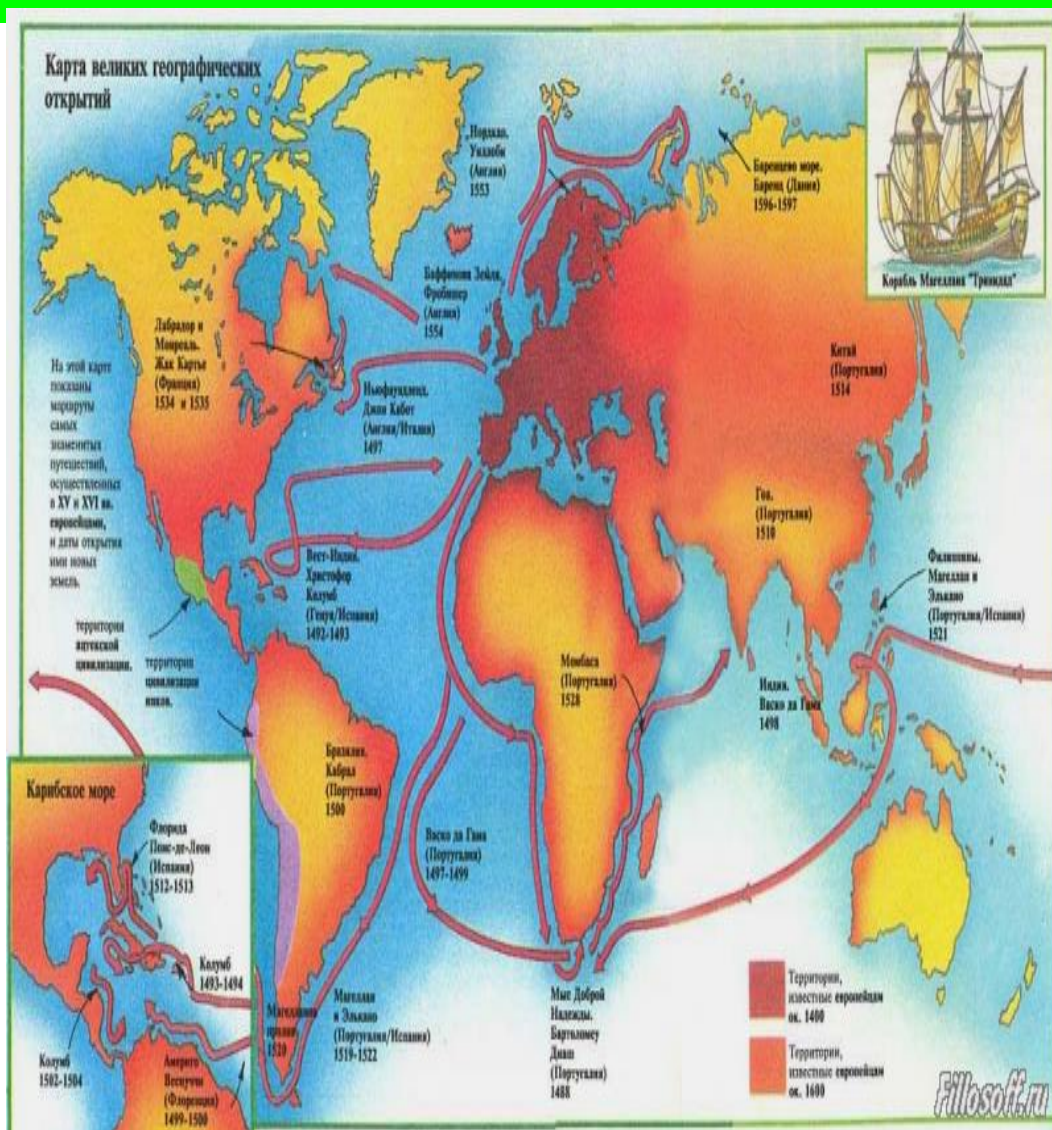 Карта великих географических
открытий
Нордкап.
Уиллоби
(Англия)
1553
Баренцево море.
Баренц (Дания)
1596-1597
Корабль Магеллана "Тринидад"
Баффинова Земля.
Фробишер
(Англия)
1554
Лабрадор и
Монреаль.
Жак Картье
(Франция)
1534 и 1535
На этой карте
показаны
маршруты
самых
знаменитых
путешествий,
осуществленных
в XV и XVI вв.
европейцами,
и даты открытия
ими новых
земель.
Ньюфаундленд.
Джон Кабот
(Англия/Италия)
1497
Китай
(Португалия)
1514
Гоа.
(Португалия)
1510
Вест-Индия.
Христофор
Колумб
(Генуя/Испания)
1492-1493
Филиппины.
Магеллан и
Элькано
(Португалия/Испания)
1521
территория
ацтекской
цивилизации.
территория
цивилизации
инков.
Момбаса
(Португалия)
1528
Индия.
Васко да Гама
1498
Бразилия.
Кабрал
(Португалия)
1500
Васко да Гама
(Португалия)
1497-1499
Карибское море
Флорида
Понс-де-Леон
(Испания)
1512-1513
Колумб
1493-1494
Колумб
1502-1504
Америго
Веспуччи
(Флоренция)
1499-1500
Магелланов
пролив.
1520
Магеллан
и Элькано
(Португалия/Испания)
1519-1522
Мыс Доброй
Надежды.
Бартоломеу
Диаш
(Португалия)
1488
Территории,
известные европейцам
ок. 1400
Территории,
известные европейцам
ок. 1600
Fillosoff.ru